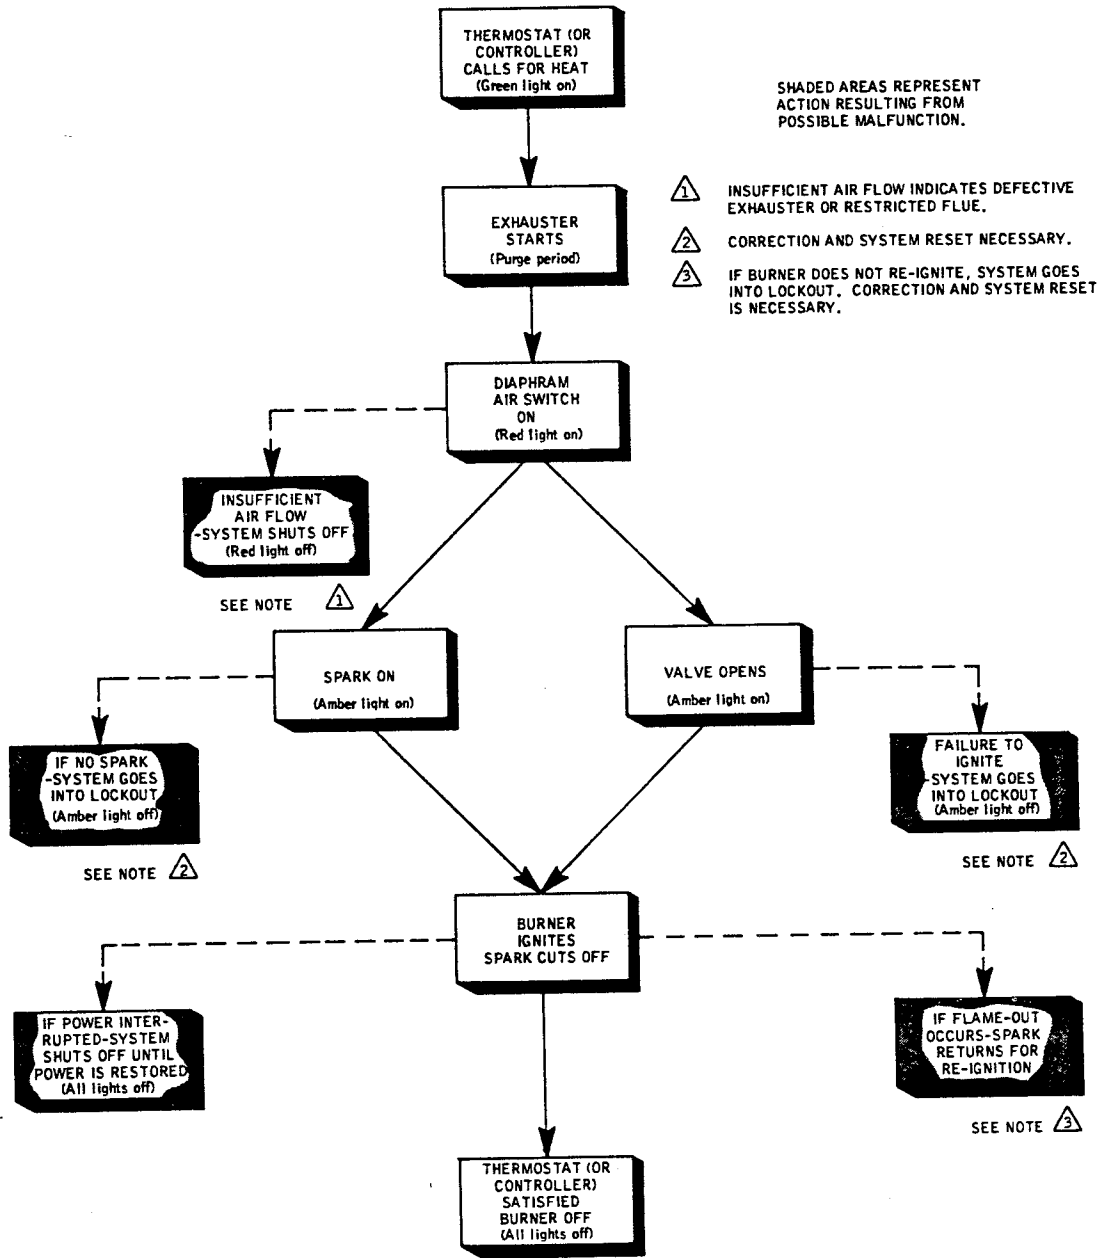 THERMOSTAT (OR
CONTROLLER)
CALLS FOR HEAT
(Green light on)
SHADED AREAS REPRESENT
ACTION RESULTING FROM
POSSIBLE MALFUNCTION.
1 INSUFFICIENT AIR FLOW INDICATES DEFECTIVE
EXHAUSTER OR RESTRICTED FLUE.
2 CORRECTION AND SYSTEM RESET NECESSARY.
3 IF BURNER DOES NOT RE-IGNITE, SYSTEM GOES
INTO LOCKOUT. CORRECTION AND SYSTEM RESET
IS NECESSARY.
EXHAUSTER
STARTS
(Purge period)
DIAPHRAM
AIR SWITCH
ON
(Red light on)
INSUFFICIENT
AIR FLOW
-SYSTEM SHUTS OFF
(Red light off)
SEE NOTE 1
SPARK ON
(Amber light on)
VALVE OPENS
(Amber light on)
IF NO SPARK
-SYSTEM GOES
INTO LOCKOUT
(Amber light off)
SEE NOTE 2
FAILURE TO
IGNITE
-SYSTEM GOES
INTO LOCKOUT
(Amber light off)
SEE NOTE 2
BURNER
IGNITES
SPARK CUTS OFF
IF POWER INTER-
RUPTED-SYSTEM
SHUTS OFF UNTIL
POWER IS RESTORED
(All lights off)
IF FLAME-OUT
OCCURS-SPARK
RETURNS FOR
RE-IGNITION
SEE NOTE 3
THERMOSTAT (OR
CONTROLLER)
SATISFIED
BURNER OFF
(All lights off)